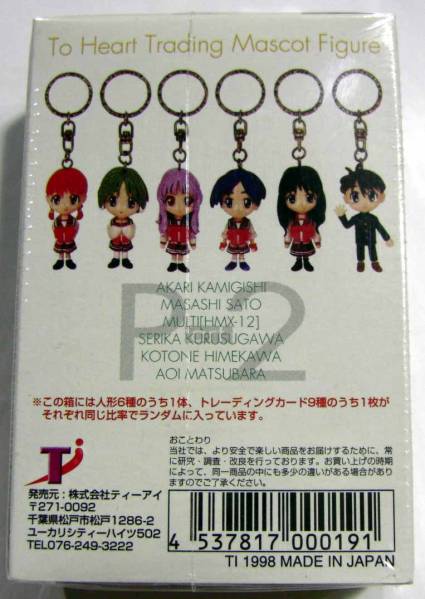 To Heart Trading Mascot Figure
P-2
AKARI KAMIGISHI
MASASHI SATO
MULTI[HMX-12]
SERIKA KURUSUGAWA
KOTONE HIMEKAWA
AOI MATSUBARA
※この箱には人形6種のうち1体、トレーディングカード9種のうち1枚が
それぞれ同じ比率でランダムに入っています。
おことわり
当社では、より安全で楽しい商品をお届けするために、常
に研究・調査・改良を行っております。お買い上げの時期
によって、同一商品の中にも多少の違いがある場合があり
ますのでご了承ください。
Ti
発売元：株式会社ティーアイ
〒271-0092
千葉県松戸市松戸1286-2
ユーカリシティーハイツ502
TEL076-249-3222
4 537817 000191
TI 1998 MADE IN JAPAN